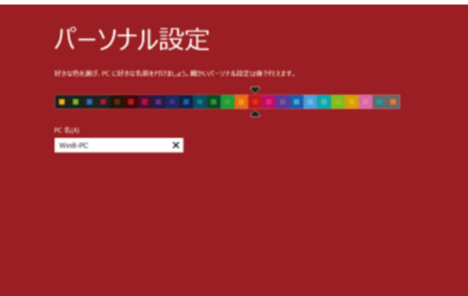 パーソナル設定
好きな色を選び、PC に好きな名前を付けましょう。細かいパーソナル設定は後で行えます。
PC 名(A)
Win8-PC